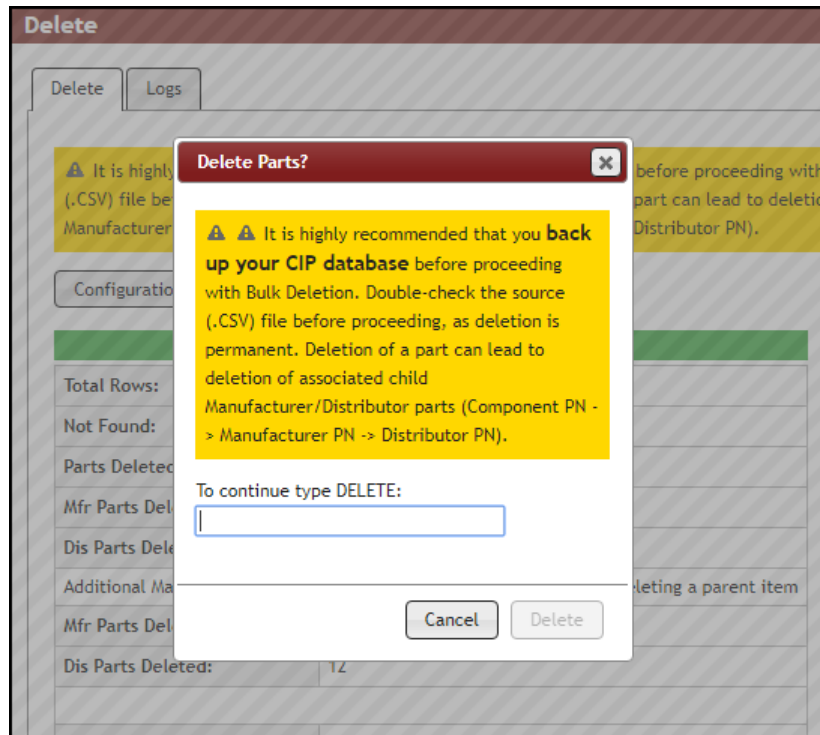 Delete
Delete Logs
It is highly before proceeding with
(.CSV) file be part can lead to deletio
Manufacturer Distributor PN).
Delete Parts?
It is highly recommended that you back
up your CIP database before proceeding
with Bulk Deletion. Double-check the source
(.CSV) file before proceeding, as deletion is
permanent. Deletion of a part can lead to
deletion of associated child
Manufacturer/Distributor parts (Component PN -
> Manufacturer PN -> Distributor PN).
To continue type DELETE:
Cancel Delete
Configuratio
Total Rows:
Not Found:
Parts Deleted
Mfr Parts Del
Dis Parts Dele
Additional Ma leting a parent item
Mfr Parts Del
Dis Parts Deleted: 12